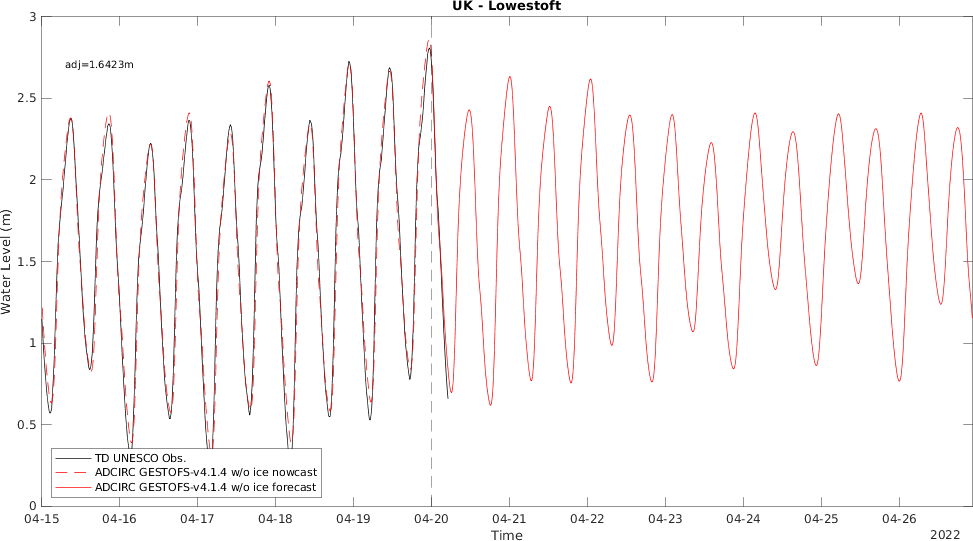 UK - Lowestoft
3
adj=1.6423m
2.5
2
1.5
1
0.5
0
Water Level (m)
TD UNESCO Obs.
ADCIRC GESTOFS-v4.1.4 w/o ice nowcast
ADCIRC GESTOFS-v4.1.4 w/o ice forecast
04-15 04-16 04-17 04-18 04-19 04-20 04-21 04-22 04-23 04-24 04-25 04-26
Time
2022